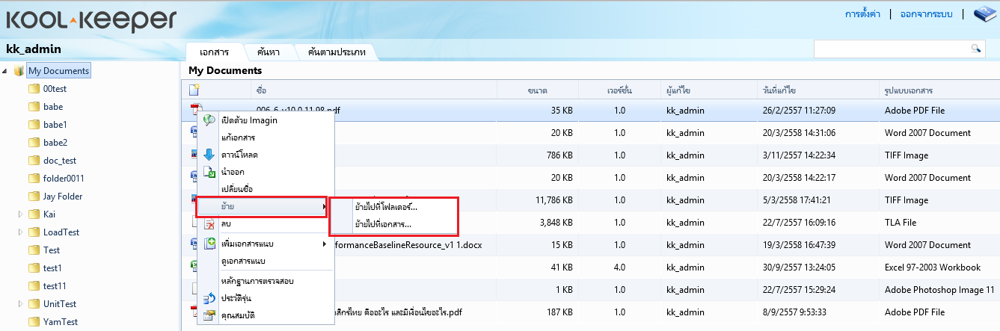 KOOL-KEEPER
การตั้งค่า | ออกจากระบบ |
kk_admin
เอกสาร ค้นหา ค้นตามประเภท
My Documents
My Documents
ชื่อ ขนาด เวอร์ชั่น ผู้แก้ไข วันที่แก้ไข รูปแบบเอกสาร
00test
babe
babe1
babe2
doc_test
folder0011
Jay Folder
Kai
LoadTest
Test
test1
test11
UnitTest
YamTest
006_6_v10.0.11.98.pdf 35 KB 1.0 kk_admin 26/2/2557 11:27:09 Adobe PDF File
20 KB 1.0 kk_admin 20/3/2558 14:31:06 Word 2007 Document
786 KB 1.0 kk_admin 3/11/2557 14:22:34 TIFF Image
20 KB 1.0 kk_admin 20/3/2558 14:22:17 Word 2007 Document
11,786 KB 1.0 kk_admin 5/3/2558 17:41:21 TIFF Image
3,848 KB 1.0 kk_admin 22/7/2557 16:09:16 TLA File
formanceBaselineResource_v1 1.docx 15 KB 1.0 kk_admin 19/3/2558 16:47:39 Word 2007 Document
41 KB 4.0 kk_admin 30/9/2557 13:24:05 Excel 97-2003 Workbook
1 KB 1.0 kk_admin 22/7/2557 15:29:24 Adobe Photoshop Image 11
สิกรไทย คืออะไร และมีเงื่อนไขอะไร.pdf 187 KB 1.0 kk_admin 8/9/2557 9:53:33 Adobe PDF File
เปิดด้วย Imagin
แก้เอกสาร
ดาวน์โหลด
นำออก
เปลี่ยนชื่อ
ย้าย
ลบ
เพิ่มเอกสารแนบ
ดูเอกสารแนบ
หลักฐานการตรวจสอบ
ประวัติรุ่น
คุณสมบัติ
ย้ายไปที่โฟลเดอร์...
ย้ายไปที่เอกสาร...